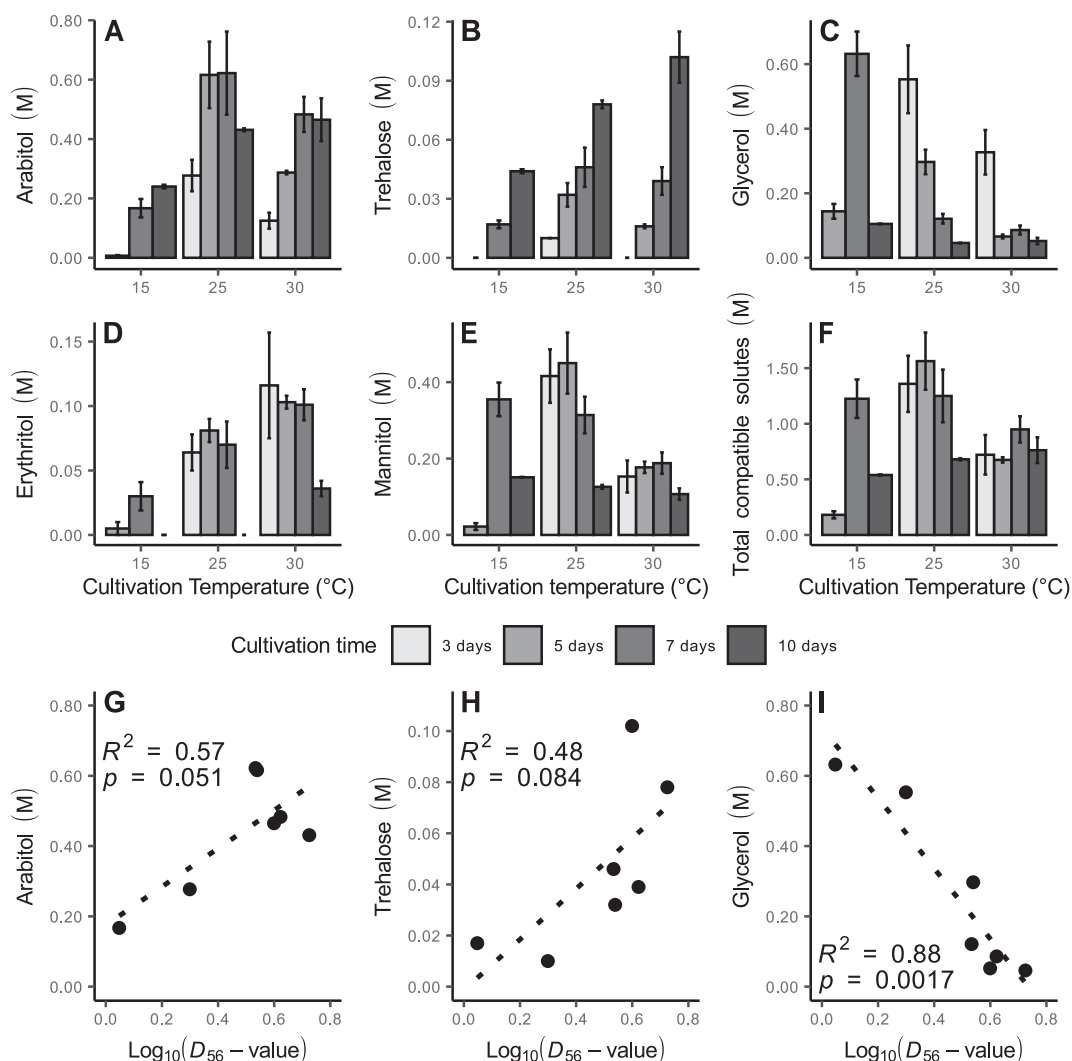 A
Arabitol (M)
0.80
0.60
0.40
0.20
0.00
15 25 30
B
Trehalose (M)
0.12
0.09
0.06
0.03
0.00
15 25 30
C
Glycerol (M)
0.60
0.40
0.20
0.00
15 25 30
D
Erythritol (M)
0.15
0.10
0.05
0.00
15 25 30
Cultivation Temperature (°C)
E
Mannitol (M)
0.40
0.20
0.00
15 25 30
Cultivation temperature (°C)
F
Total compatible solutes (M)
1.50
1.00
0.50
0.00
15 25 30
Cultivation Temperature (°C)
Cultivation time 3 days 5 days 7 days 10 days
G
R² = 0.57
p = 0.051
Arabitol (M)
0.80
0.60
0.40
0.20
0.00
0.0 0.2 0.4 0.6 0.8
Log₁₀(D₅₆ − value)
H
R² = 0.48
p = 0.084
Trehalose (M)
0.10
0.08
0.06
0.04
0.02
0.00
0.0 0.2 0.4 0.6 0.8
Log₁₀(D₅₆ − value)
I
R² = 0.88
p = 0.0017
Glycerol (M)
0.80
0.60
0.40
0.20
0.00
0.0 0.2 0.4 0.6 0.8
Log₁₀(D₅₆ − value)